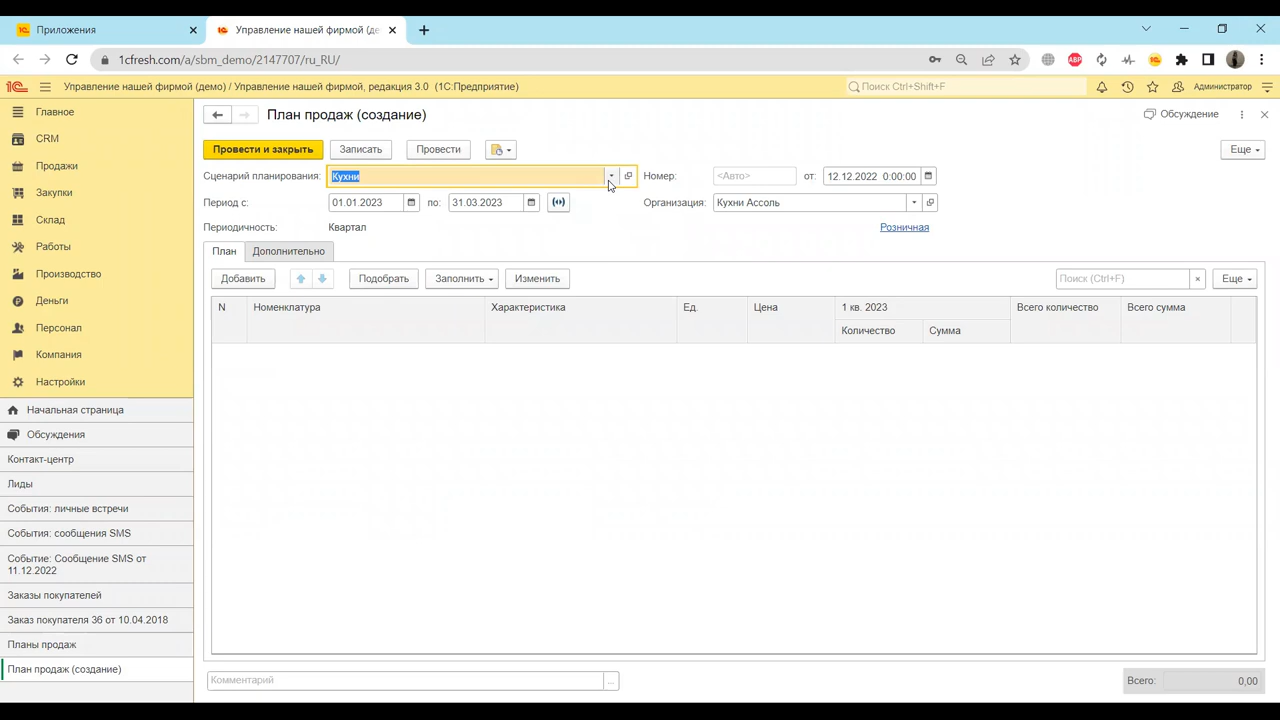 Приложения
Управление нашей фирмой (де
1cfresh.com/a/sbm_demo/2147707/ru_RU/
ABP
Управление нашей фирмой (демо) / Управление нашей фирмой, редакция 3.0 (1С:Предприятие)
Поиск Ctrl+Shift+F
Администратор
Главное
CRM
Продажи
Закупки
Склад
Работы
Производство
Деньги
Персонал
Компания
Настройки
Начальная страница
Обсуждения
Контакт-центр
Лиды
События: личные встречи
События: сообщения SMS
Событие: Сообщение SMS от
11.12.2022
Заказы покупателей
Заказ покупателя 36 от 10.04.2018
Планы продаж
План продаж (создание)
План продаж (создание)
Обсуждение
Провести и закрыть
Записать
Провести
Еще
Сценарий планирования: Кухни
Номер: <Авто> от: 12.12.2022 0:00:00
Период с: 01.01.2023 по: 31.03.2023
Организация: Кухни Ассоль
Периодичность: Квартал
Розничная
План
Дополнительно
Добавить
Подобрать
Заполнить
Изменить
Поиск (Ctrl+F)
×
Еще
N
Номенклатура
Характеристика
Ед.
Цена
1 кв. 2023
Всего количество
Всего сумма
Количество
Сумма
Комментарий
...
Всего: 0,00